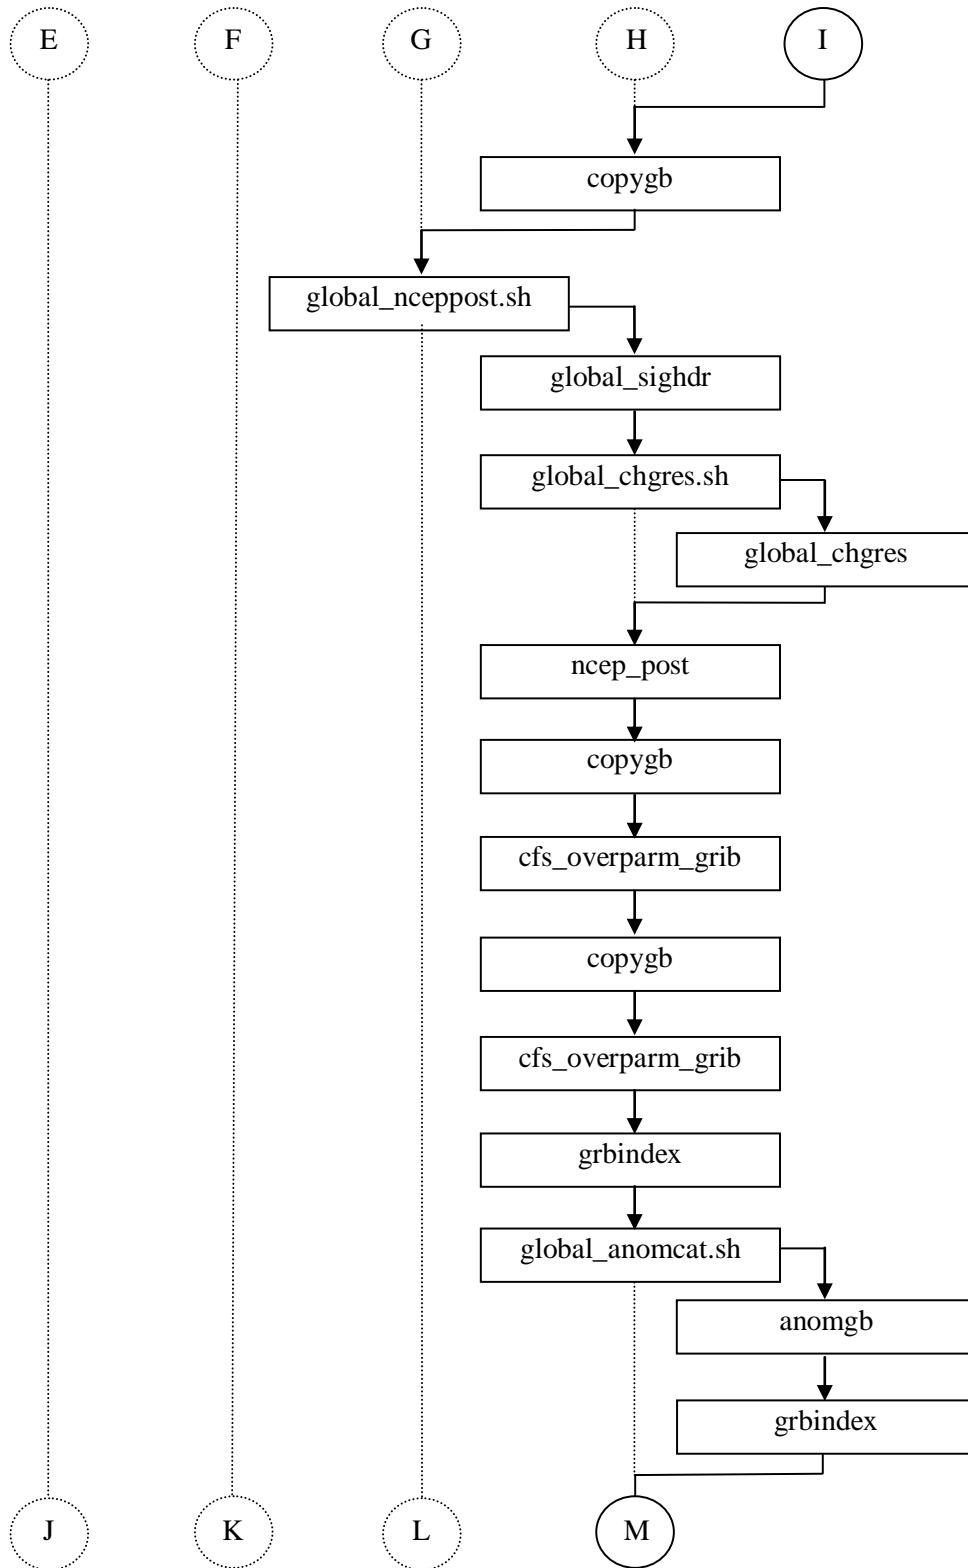 E
F
G
H
I
copygb
global_nceppost.sh
global_sighdr
global_chgres.sh
global_chgres
ncep_post
copygb
cfs_overparm_grib
copygb
cfs_overparm_grib
grbindex
global_anomcat.sh
anomgb
grbindex
J
K
L
M